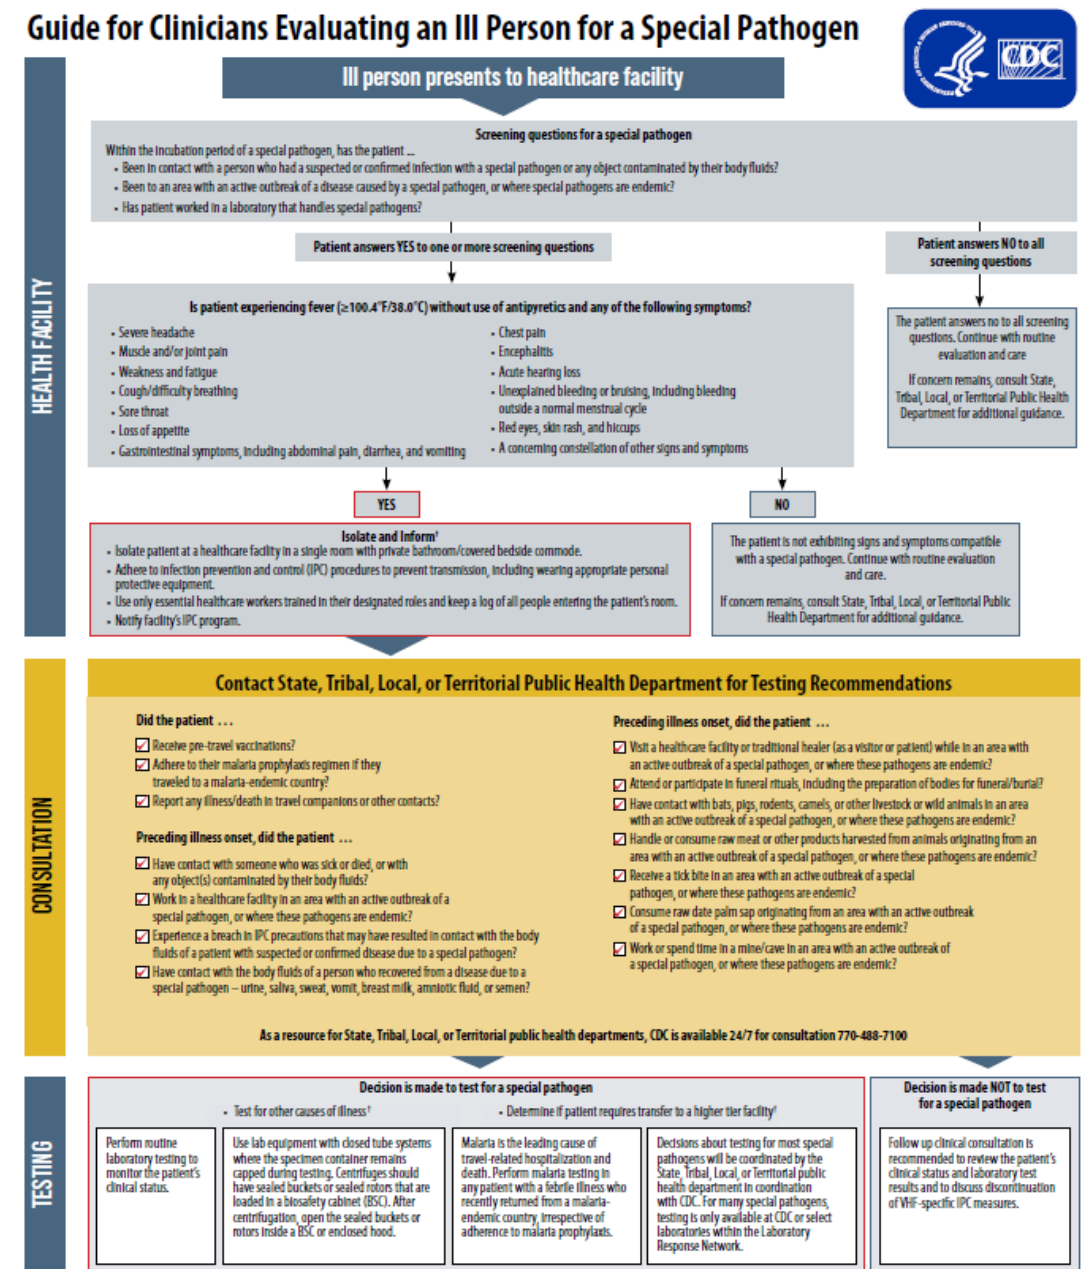 Guide for Clinicians Evaluating an Ill Person for a Special Pathogen
CDC
Ill person presents to healthcare facility
HEALTH FACILITY
Screening questions for a special pathogen
Within the incubation period of a special pathogen, has the patient ...
• Been in contact with a person who had a suspected or confirmed infection with a special pathogen or any object contaminated by their body fluids?
• Been to an area with an active outbreak of a disease caused by a special pathogen, or where special pathogens are endemic?
• Has patient worked in a laboratory that handles special pathogens?
Patient answers YES to one or more screening questions
Patient answers NO to all
screening questions
Is patient experiencing fever (≥100.4°F/38.0°C) without use of antipyretics and any of the following symptoms?
• Severe headache
• Muscle and/or joint pain
• Weakness and fatigue
• Cough/difficulty breathing
• Sore throat
• Loss of appetite
• Gastrointestinal symptoms, including abdominal pain, diarrhea, and vomiting
• Chest pain
• Encephalitis
• Acute hearing loss
• Unexplained bleeding or bruising, including bleeding
outside a normal menstrual cycle
• Red eyes, skin rash, and hiccups
• A concerning constellation of other signs and symptoms
The patient answers no to all screening
questions. Continue with routine
evaluation and care
If concern remains, consult State,
Tribal, Local, or Territorial Public Health
Department for additional guidance.
YES
NO
Isolate and Inform†
• Isolate patient at a healthcare facility in a single room with private bathroom/covered bedside commode.
• Adhere to infection prevention and control (IPC) procedures to prevent transmission, including wearing appropriate personal
protective equipment.
• Use only essential healthcare workers trained in their designated roles and keep a log of all people entering the patient's room.
• Notify facility's IPC program.
The patient is not exhibiting signs and symptoms compatible
with a special pathogen. Continue with routine evaluation
and care.
If concern remains, consult State, Tribal, Local, or Territorial Public
Health Department for additional guidance.
CONSULTATION
Contact State, Tribal, Local, or Territorial Public Health Department for Testing Recommendations
Did the patient ...
Receive pre-travel vaccinations?
Adhere to their malaria prophylaxis regimen if they
traveled to a malaria-endemic country?
Report any illness/death in travel companions or other contacts?
Preceding illness onset, did the patient ...
Have contact with someone who was sick or died, or with
any object(s) contaminated by their body fluids?
Work in a healthcare facility in an area with an active outbreak of a
special pathogen, or where these pathogens are endemic?
Experience a breach in IPC precautions that may have resulted in contact with the body
fluids of a patient with suspected or confirmed disease due to a special pathogen?
Have contact with the body fluids of a person who recovered from a disease due to a
special pathogen – urine, saliva, sweat, vomit, breast milk, amniotic fluid, or semen?
Preceding illness onset, did the patient ...
Visit a healthcare facility or traditional healer (as a visitor or patient) while in an area with
an active outbreak of a special pathogen, or where these pathogens are endemic?
Attend or participate in funeral rituals, including the preparation of bodies for funeral/burial?
Have contact with bats, pigs, rodents, camels, or other livestock or wild animals in an area
with an active outbreak of a special pathogen, or where these pathogens are endemic?
Handle or consume raw meat or other products harvested from animals originating from an
area with an active outbreak of a special pathogen, or where these pathogens are endemic?
Receive a tick bite in an area with an active outbreak of a special
pathogen, or where these pathogens are endemic?
Consume raw date palm sap originating from an area with an active outbreak
of a special pathogen, or where these pathogens are endemic?
Work or spend time in a mine/cave in an area with an active outbreak of
a special pathogen, or where these pathogens are endemic?
As a resource for State, Tribal, Local, or Territorial public health departments, CDC is available 24/7 for consultation 770-488-7100
TESTING
Decision is made to test for a special pathogen
• Test for other causes of illness†
• Determine if patient requires transfer to a higher tier facility†
Perform routine
laboratory testing to
monitor the patient's
clinical status.
Use lab equipment with closed tube systems
where the specimen container remains
capped during testing. Centrifuges should
have sealed buckets or sealed rotors that are
loaded in a biosafety cabinet (BSC). After
centrifugation, open the sealed buckets or
rotors inside a BSC or enclosed hood.
Malaria is the leading cause of
travel-related hospitalization and
death. Perform malaria testing in
any patient with a febrile illness who
recently returned from a malaria-
endemic country, irrespective of
adherence to malaria prophylaxis.
Decisions about testing for most special
pathogens will be coordinated by the
State, Tribal, Local, or Territorial public
health department in coordination
with CDC. For many special pathogens,
testing is only available at CDC or select
laboratories within the Laboratory
Response Network.
Decision is made NOT to test
for a special pathogen
Follow up clinical consultation is
recommended to review the patient's
clinical status and laboratory test
results and to discuss discontinuation
of VHF-specific IPC measures.